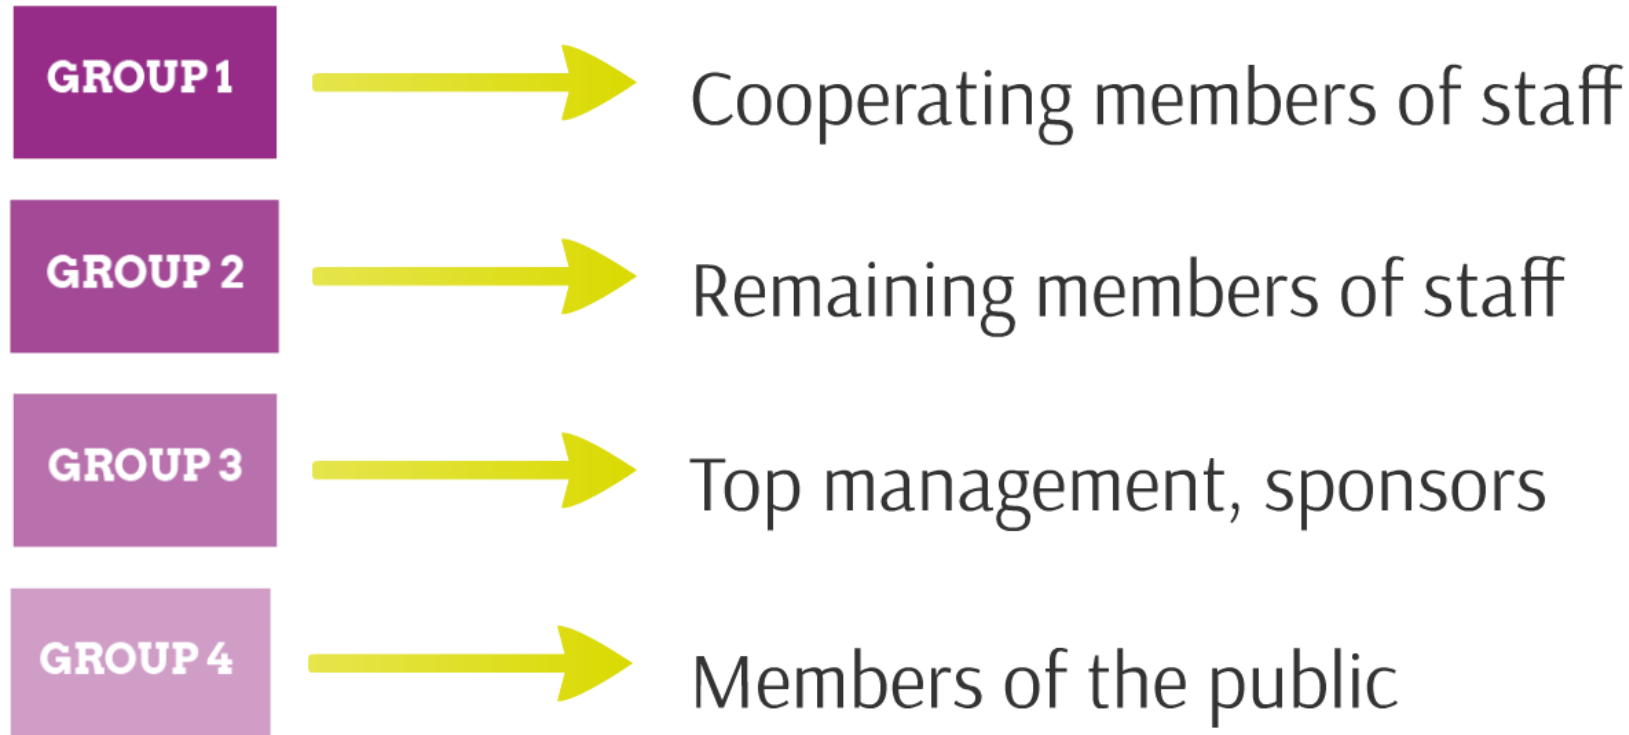 GROUP 1
Cooperating members of staff
GROUP 2
Remaining members of staff
GROUP 3
Top management, sponsors
GROUP 4
Members of the public